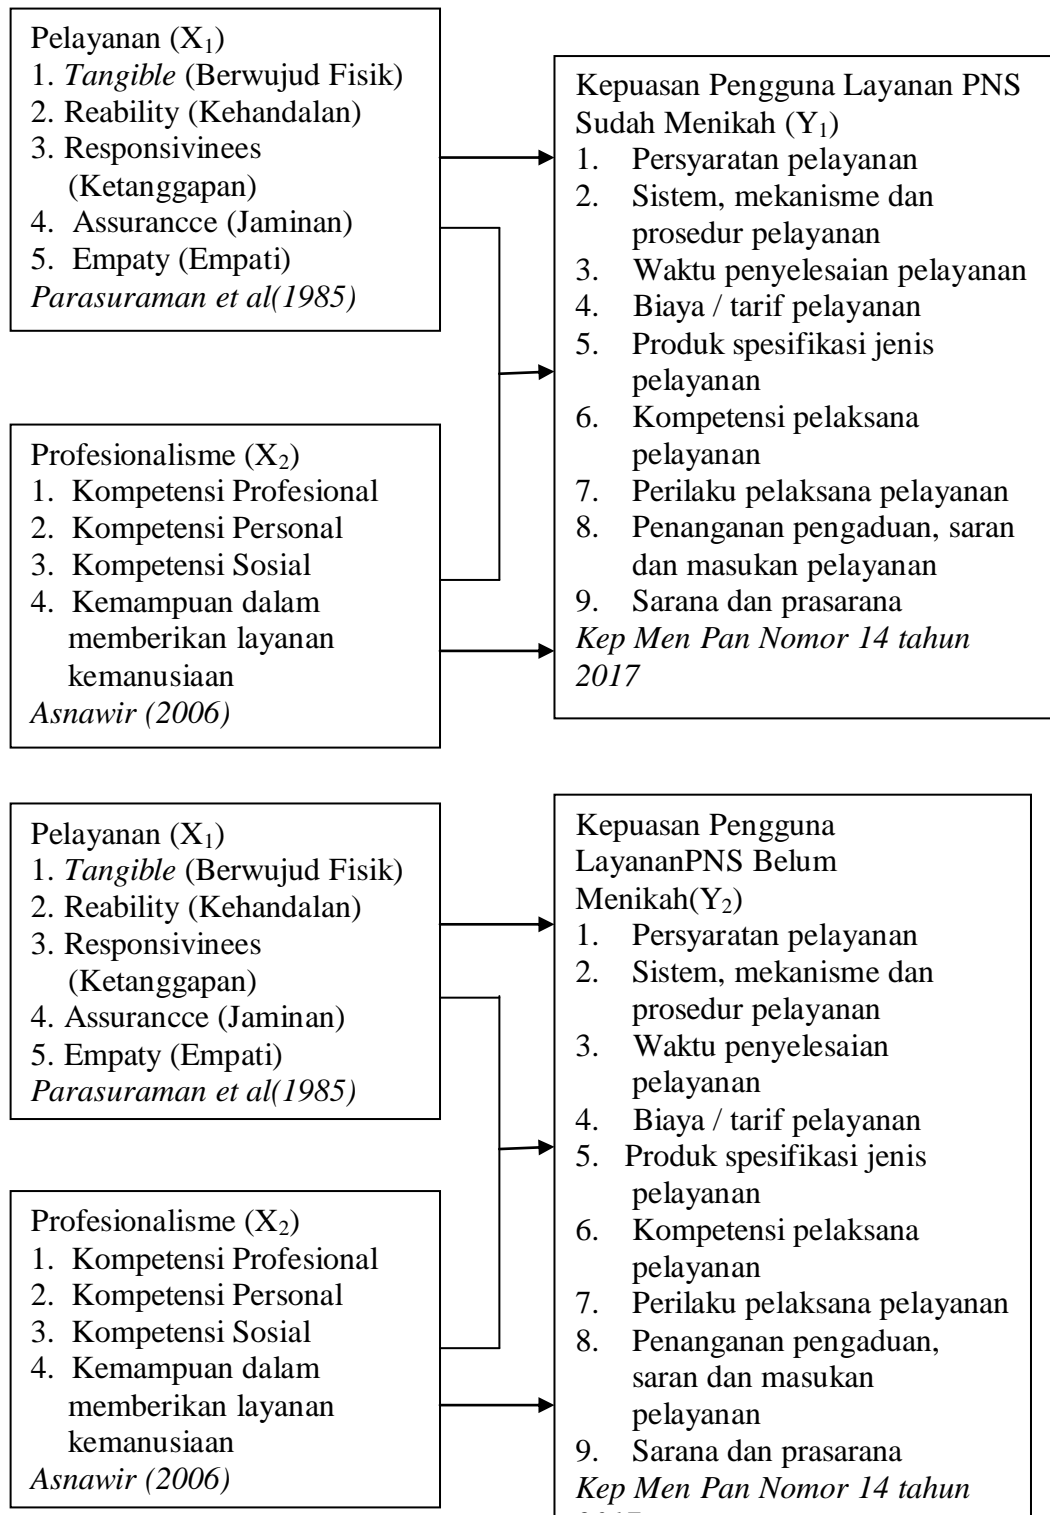 Pelayanan (X₁)
1. Tangible (Berwujud Fisik)
2. Reability (Kehandalan)
3. Responsivinees
(Ketanggapan)
4. Assurancce (Jaminan)
5. Empaty (Empati)
Parasuraman et al(1985)
Profesionalisme (X₂)
1. Kompetensi Profesional
2. Kompetensi Personal
3. Kompetensi Sosial
4. Kemampuan dalam
memberikan layanan
kemanusiaan
Asnawir (2006)
Kepuasan Pengguna Layanan PNS
Sudah Menikah (Y₁)
1. Persyaratan pelayanan
2. Sistem, mekanisme dan
prosedur pelayanan
3. Waktu penyelesaian pelayanan
4. Biaya / tarif pelayanan
5. Produk spesifikasi jenis
pelayanan
6. Kompetensi pelaksana
pelayanan
7. Perilaku pelaksana pelayanan
8. Penanganan pengaduan, saran
dan masukan pelayanan
9. Sarana dan prasarana
Kep Men Pan Nomor 14 tahun
2017
Pelayanan (X₁)
1. Tangible (Berwujud Fisik)
2. Reability (Kehandalan)
3. Responsivinees
(Ketanggapan)
4. Assurancce (Jaminan)
5. Empaty (Empati)
Parasuraman et al(1985)
Profesionalisme (X₂)
1. Kompetensi Profesional
2. Kompetensi Personal
3. Kompetensi Sosial
4. Kemampuan dalam
memberikan layanan
kemanusiaan
Asnawir (2006)
Kepuasan Pengguna
LayananPNS Belum
Menikah(Y₂)
1. Persyaratan pelayanan
2. Sistem, mekanisme dan
prosedur pelayanan
3. Waktu penyelesaian
pelayanan
4. Biaya / tarif pelayanan
5. Produk spesifikasi jenis
pelayanan
6. Kompetensi pelaksana
pelayanan
7. Perilaku pelaksana pelayanan
8. Penanganan pengaduan,
saran dan masukan
pelayanan
9. Sarana dan prasarana
Kep Men Pan Nomor 14 tahun